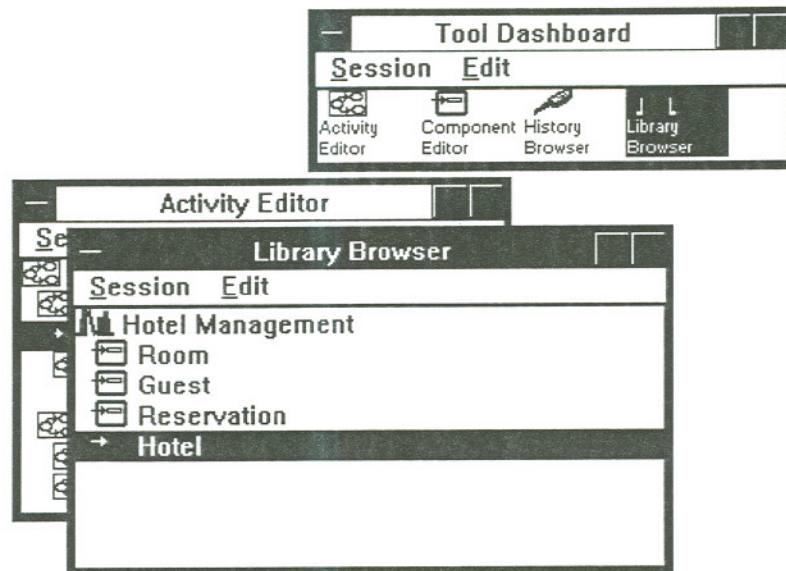 Tool Dashboard
Session Edit
Activity Editor
Component Editor
History Browser
Library Browser
Activity Editor
Se
Library Browser
Session Edit
Hotel Management
Room
Guest
Reservation
Hotel